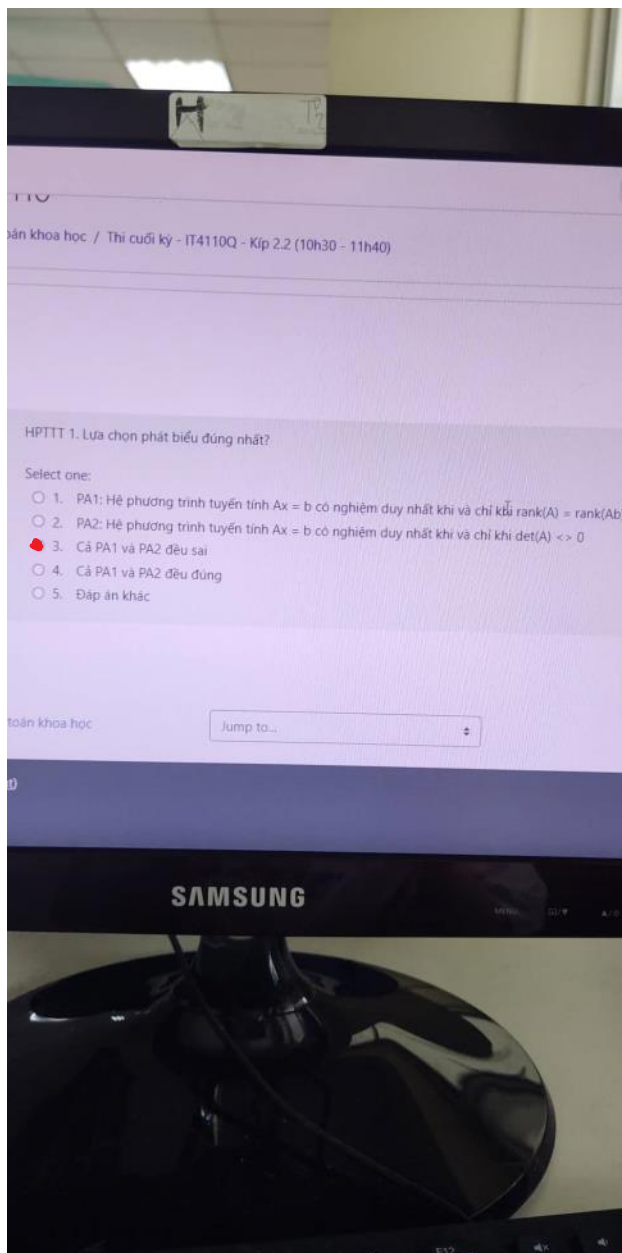 H
oán khoa học / Thi cuối kỳ - IT4110Q - Kíp 2.2 (10h30 - 11h40)
HPTTT 1. Lựa chọn phát biểu đúng nhất?
Select one:
1. PA1: Hệ phương trình tuyến tính Ax = b có nghiệm duy nhất khi và chỉ khi rank(A) = rank(Ab
2. PA2: Hệ phương trình tuyến tính Ax = b có nghiệm duy nhất khi và chỉ khi det(A) <> 0
3. Cả PA1 và PA2 đều sai
4. Cả PA1 và PA2 đều đúng
5. Đáp án khác
toán khoa học
Jump to...
SAMSUNG
MENU
F12